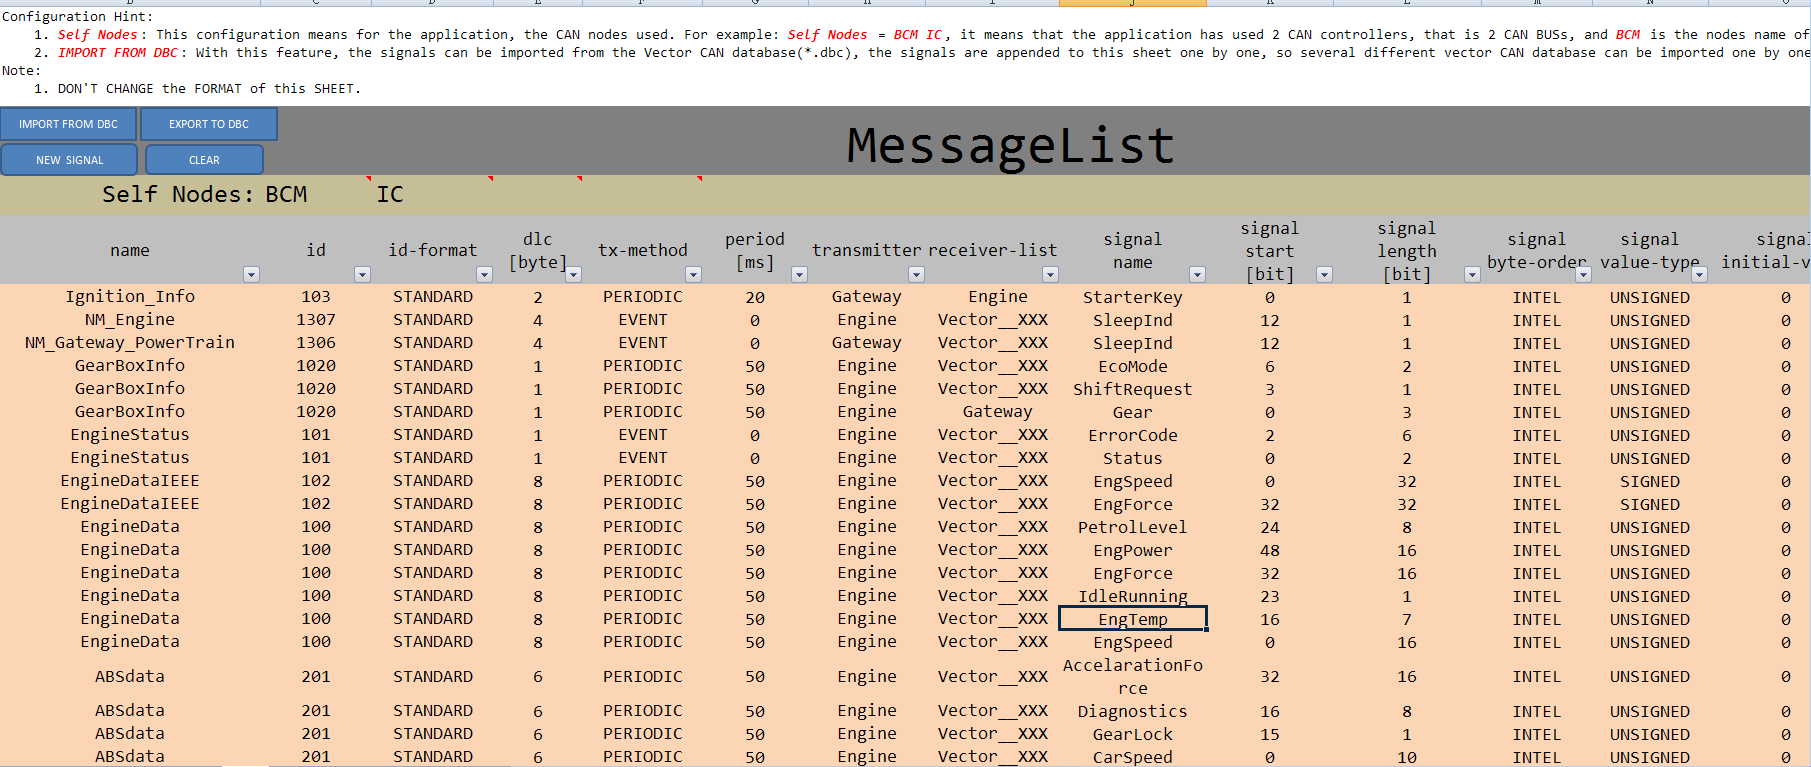 Configuration Hint:
1. Self Nodes: This configuration means for the application, the CAN nodes used. For example: Self Nodes = BCM IC, it means that the application has used 2 CAN controllers, that is 2 CAN BUSs, and BCM is the nodes name of
2. IMPORT FROM DBC: With this feature, the signals can be imported from the Vector CAN database(*.dbc), the signals are appended to this sheet one by one, so several different vector CAN database can be imported one by one
Note:
1. DON'T CHANGE the FORMAT of this SHEET.
IMPORT FROM DBC EXPORT TO DBC
NEW SIGNAL CLEAR
MessageList
Self Nodes: BCM IC
name id id-format dlc [byte] tx-method period [ms] transmitter receiver-list signal name signal start [bit] signal length [bit] signal byte-order signal value-type signal initial-v
Ignition_Info 103 STANDARD 2 PERIODIC 20 Gateway Engine StarterKey 0 1 INTEL UNSIGNED 0
NM_Engine 1307 STANDARD 4 EVENT 0 Engine Vector__XXX SleepInd 12 1 INTEL UNSIGNED 0
NM_Gateway_PowerTrain 1306 STANDARD 4 EVENT 0 Gateway Vector__XXX SleepInd 12 1 INTEL UNSIGNED 0
GearBoxInfo 1020 STANDARD 1 PERIODIC 50 Engine Vector__XXX EcoMode 6 2 INTEL UNSIGNED 0
GearBoxInfo 1020 STANDARD 1 PERIODIC 50 Engine Vector__XXX ShiftRequest 3 1 INTEL UNSIGNED 0
GearBoxInfo 1020 STANDARD 1 PERIODIC 50 Engine Gateway Gear 0 3 INTEL UNSIGNED 0
EngineStatus 101 STANDARD 1 EVENT 0 Engine Vector__XXX ErrorCode 2 6 INTEL UNSIGNED 0
EngineStatus 101 STANDARD 1 EVENT 0 Engine Vector__XXX Status 0 2 INTEL UNSIGNED 0
EngineDataIEEE 102 STANDARD 8 PERIODIC 50 Engine Vector__XXX EngSpeed 0 32 INTEL SIGNED 0
EngineDataIEEE 102 STANDARD 8 PERIODIC 50 Engine Vector__XXX EngForce 32 32 INTEL SIGNED 0
EngineData 100 STANDARD 8 PERIODIC 50 Engine Vector__XXX PetrolLevel 24 8 INTEL UNSIGNED 0
EngineData 100 STANDARD 8 PERIODIC 50 Engine Vector__XXX EngPower 48 16 INTEL UNSIGNED 0
EngineData 100 STANDARD 8 PERIODIC 50 Engine Vector__XXX EngForce 32 16 INTEL UNSIGNED 0
EngineData 100 STANDARD 8 PERIODIC 50 Engine Vector__XXX IdleRunning 23 1 INTEL UNSIGNED 0
EngineData 100 STANDARD 8 PERIODIC 50 Engine Vector__XXX EngTemp 16 7 INTEL UNSIGNED 0
EngineData 100 STANDARD 8 PERIODIC 50 Engine Vector__XXX EngSpeed 0 16 INTEL UNSIGNED 0
ABSdata 201 STANDARD 6 PERIODIC 50 Engine Vector__XXX AccelarationForce 32 16 INTEL UNSIGNED 0
ABSdata 201 STANDARD 6 PERIODIC 50 Engine Vector__XXX Diagnostics 16 8 INTEL UNSIGNED 0
ABSdata 201 STANDARD 6 PERIODIC 50 Engine Vector__XXX GearLock 15 1 INTEL UNSIGNED 0
ABSdata 201 STANDARD 6 PERIODIC 50 Engine Vector__XXX CarSpeed 0 10 INTEL UNSIGNED 0